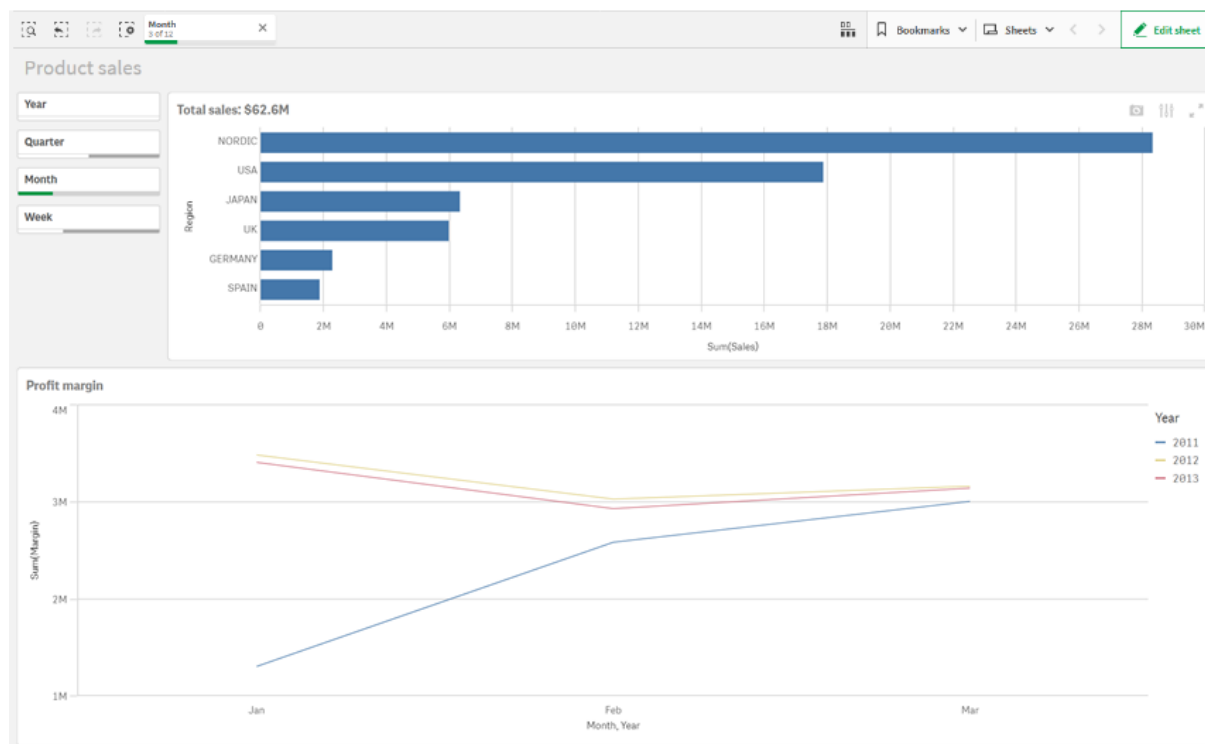 Month
3 of 12
Bookmarks
Sheets
Edit sheet
Product sales
Year
Quarter
Month
Week
Total sales: $62.6M
Region
NORDIC
USA
JAPAN
UK
GERMANY
SPAIN
0 2M 4M 6M 8M 10M 12M 14M 16M 18M 20M 22M 24M 26M 28M 30M
Sum(Sales)
Profit margin
Sum(Margin)
4M
3M
2M
1M
Jan Feb Mar
Month, Year
Year
2011
2012
2013